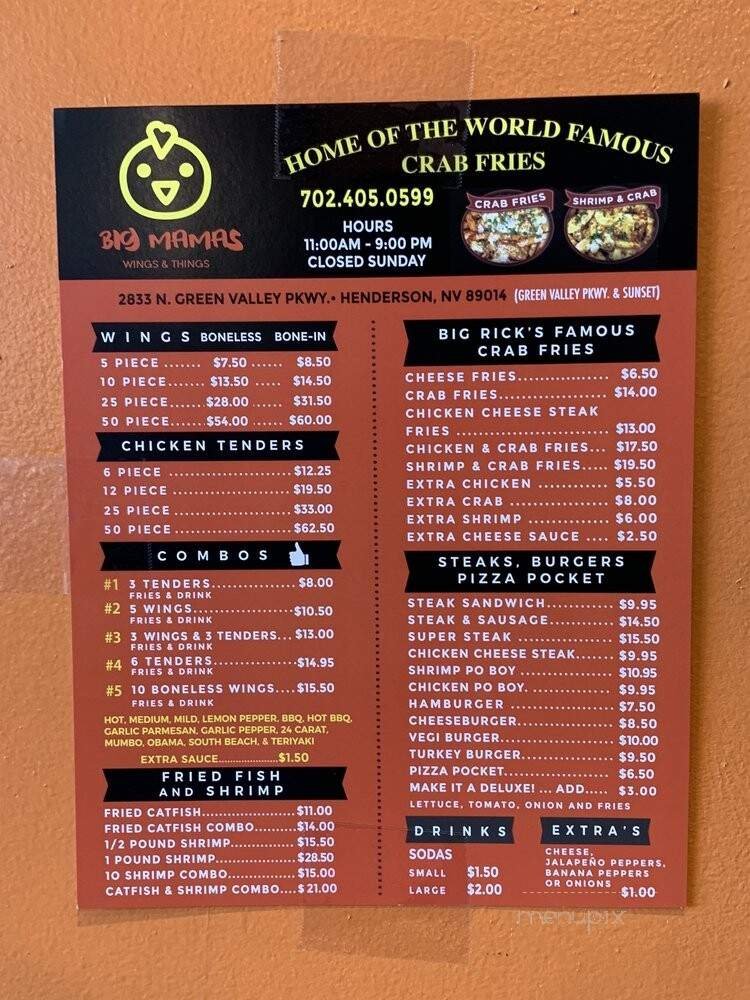 HOME OF THE WORLD FAMOUS
CRAB FRIES
702.405.0599
HOURS
11:00AM - 9:00 PM
CLOSED SUNDAY
CRAB FRIES
SHRIMP & CRAB
BIG MAMAS
WINGS & THINGS
2833 N. GREEN VALLEY PKWY.• HENDERSON, NV 89014 (GREEN VALLEY PKWY. & SUNSET)
WINGS BONELESS BONE-IN
5 PIECE ....... $7.50 ...... $8.50
10 PIECE....... $13.50 ..... $14.50
25 PIECE...... $28.00 ...... $31.50
50 PIECE...... $54.00 ...... $60.00
CHICKEN TENDERS
6 PIECE ..................... $12.25
12 PIECE .................... $19.50
25 PIECE .................... $33.00
50 PIECE .................... $62.50
COMBOS
#1 3 TENDERS................ $8.00
FRIES & DRINK
#2 5 WINGS................... $10.50
FRIES & DRINK
#3 3 WINGS & 3 TENDERS... $13.00
FRIES & DRINK
#4 6 TENDERS................ $14.95
FRIES & DRINK
#5 10 BONELESS WINGS.... $15.50
FRIES & DRINK
HOT, MEDIUM, MILD, LEMON PEPPER, BBQ, HOT BBQ,
GARLIC PARMESAN, GARLIC PEPPER, 24 CARAT,
MUMBO, OBAMA, SOUTH BEACH, & TERIYAKI
EXTRA SAUCE.....................$1.50
FRIED FISH
AND SHRIMP
FRIED CATFISH.................. $11.00
FRIED CATFISH COMBO......... $14.00
1/2 POUND SHRIMP............. $15.50
1 POUND SHRIMP................ $28.50
10 SHRIMP COMBO.............. $15.00
CATFISH & SHRIMP COMBO.... $21.00
BIG RICK'S FAMOUS
CRAB FRIES
CHEESE FRIES................. $6.50
CRAB FRIES.................... $14.00
CHICKEN CHEESE STEAK
FRIES ............................ $13.00
CHICKEN & CRAB FRIES... $17.50
SHRIMP & CRAB FRIES..... $19.50
EXTRA CHICKEN ............. $5.50
EXTRA CRAB ................... $8.00
EXTRA SHRIMP ............... $6.00
EXTRA CHEESE SAUCE .... $2.50
STEAKS, BURGERS
PIZZA POCKET
STEAK SANDWICH............ $9.95
STEAK & SAUSAGE............ $14.50
SUPER STEAK ................. $15.50
CHICKEN CHEESE STEAK....... $9.95
SHRIMP PO BOY ................ $10.95
CHICKEN PO BOY. ............... $9.95
HAMBURGER .................... $7.50
CHEESEBURGER................. $8.50
VEGI BURGER.................... $10.00
TURKEY BURGER................ $9.50
PIZZA POCKET................... $6.50
MAKE IT A DELUXE! ... ADD..... $3.00
LETTUCE, TOMATO, ONION AND FRIES
DRINKS
SODAS
SMALL $1.50
LARGE $2.00
EXTRA'S
CHEESE,
JALAPEÑO PEPPERS,
BANANA PEPPERS
OR ONIONS
$1.00
menupix